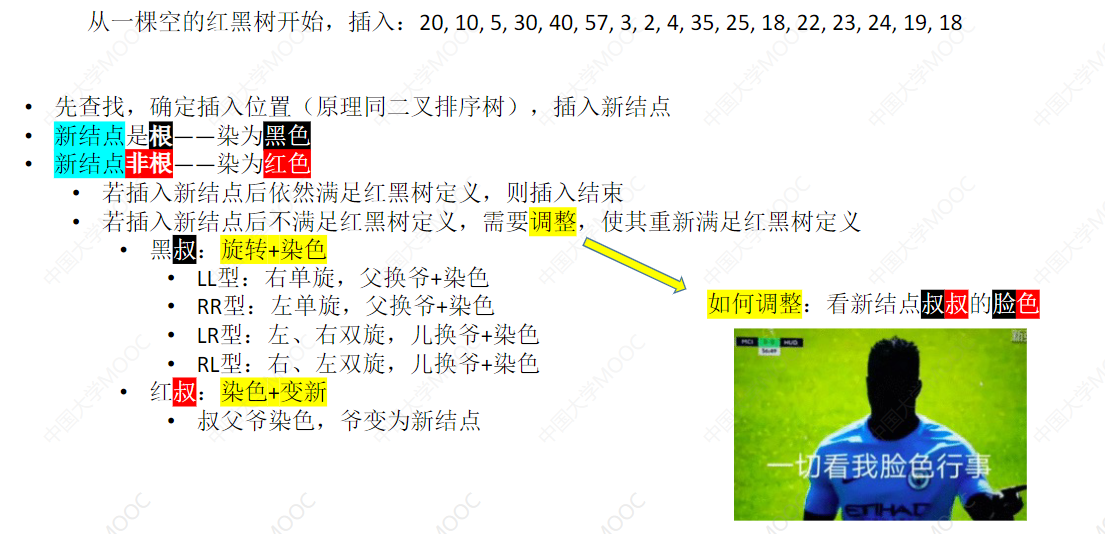 从一棵空的红黑树开始，插入：20, 10, 5, 30, 40, 57, 3, 2, 4, 35, 25, 18, 22, 23, 24, 19, 18
• 先查找，确定插入位置（原理同二叉排序树），插入新结点
• 新结点是根——染为黑色
• 新结点非根——染为红色
• 若插入新结点后依然满足红黑树定义，则插入结束
• 若插入新结点后不满足红黑树定义，需要调整，使其重新满足红黑树定义
• 黑叔：旋转+染色
• LL型：右单旋，父换爷+染色
• RR型：左单旋，父换爷+染色
• LR型：左、右双旋，儿换爷+染色
• RL型：右、左双旋，儿换爷+染色
• 红叔：染色+变新
• 叔父爷染色，爷变为新结点
如何调整：看新结点叔叔的脸色
MCI
HUD
一切看我脸色行事
ETIHAD
中国大学MOOC